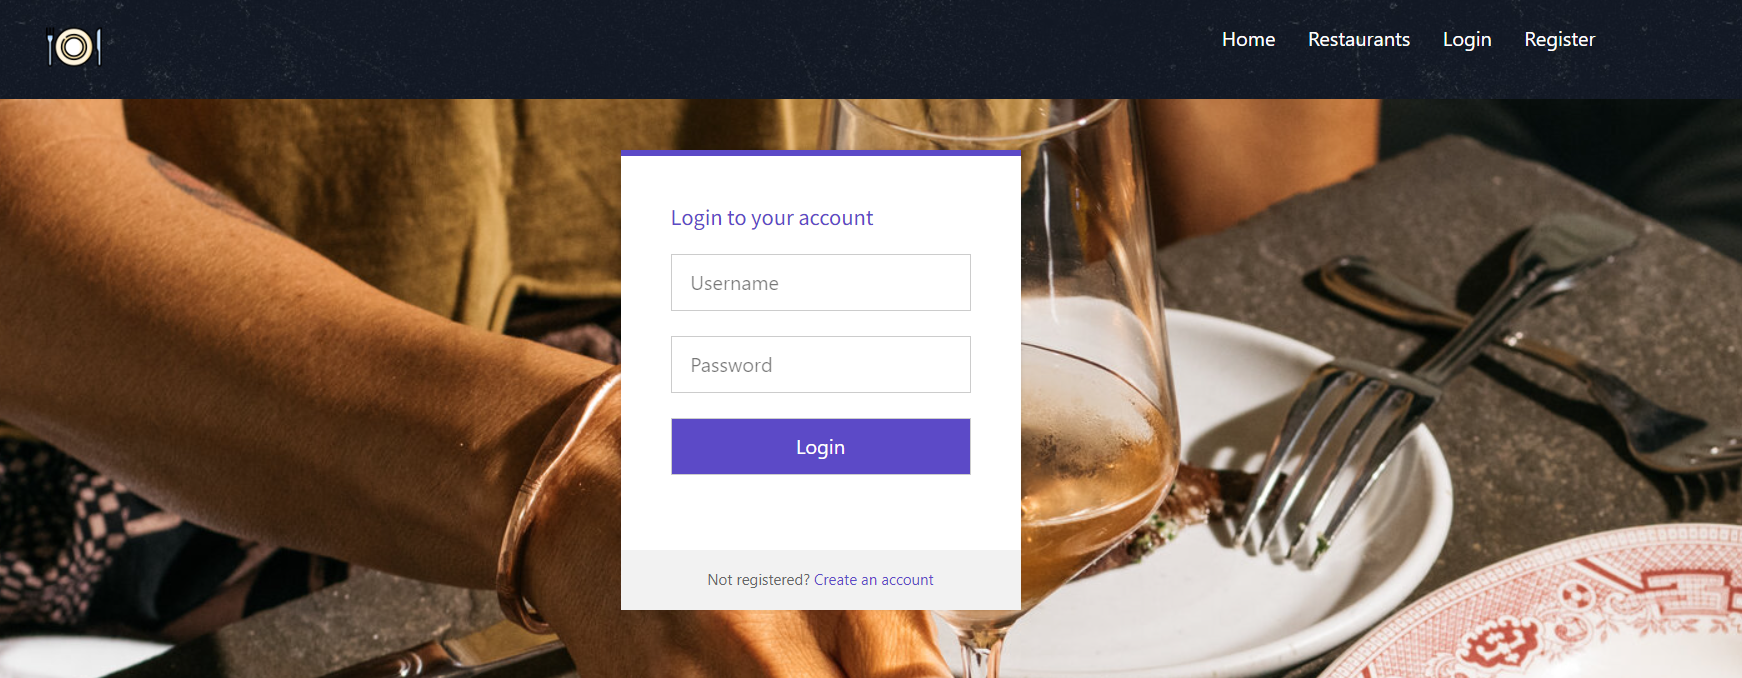 Home Restaurants Login Register
Login to your account
Username
Password
Login
Not registered? Create an account